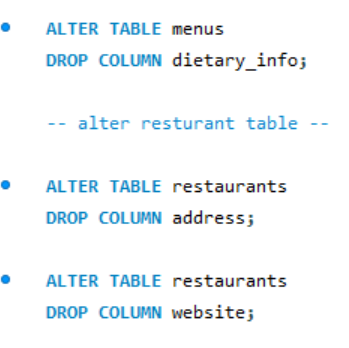 ALTER TABLE menus
DROP COLUMN dietary_info;
-- alter resturant table --
ALTER TABLE restaurants
DROP COLUMN address;
ALTER TABLE restaurants
DROP COLUMN website;